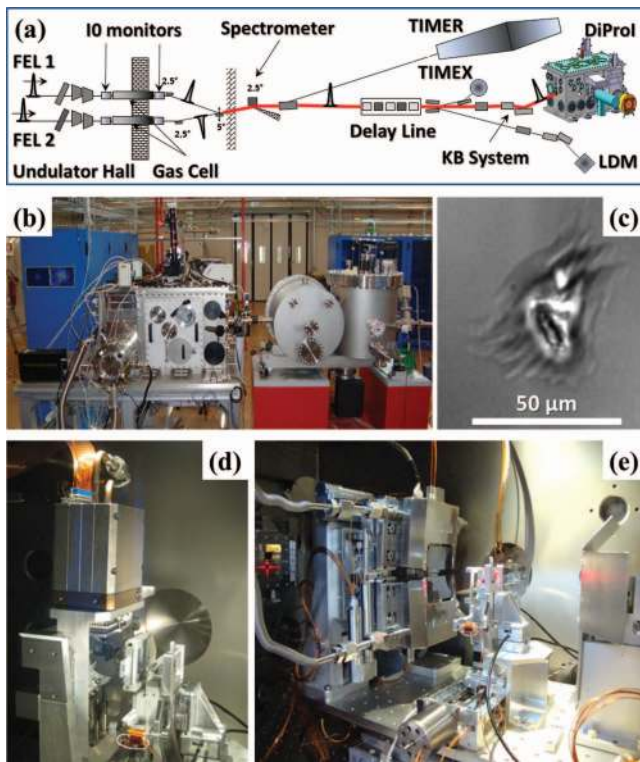 (a)
I0 monitors
Spectrometer
TIMER
DiProI
FEL 1
2.5°
2.5°
TIMEX
5°
FEL 2
2.5°
Delay Line
KB System
Undulator Hall
Gas Cell
LDM
(b)
(c)
50 µm
(d)
(e)